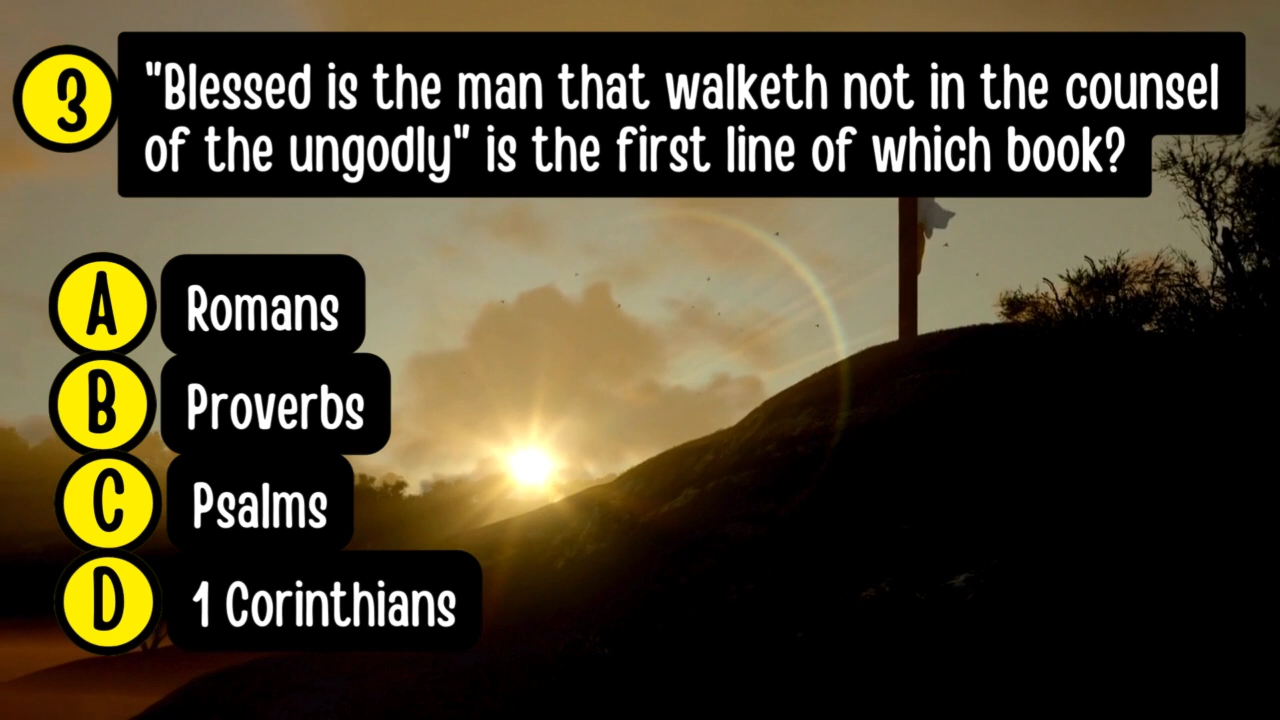 3
"Blessed is the man that walketh not in the counsel
of the ungodly" is the first line of which book?
A Romans
B Proverbs
C Psalms
D 1 Corinthians